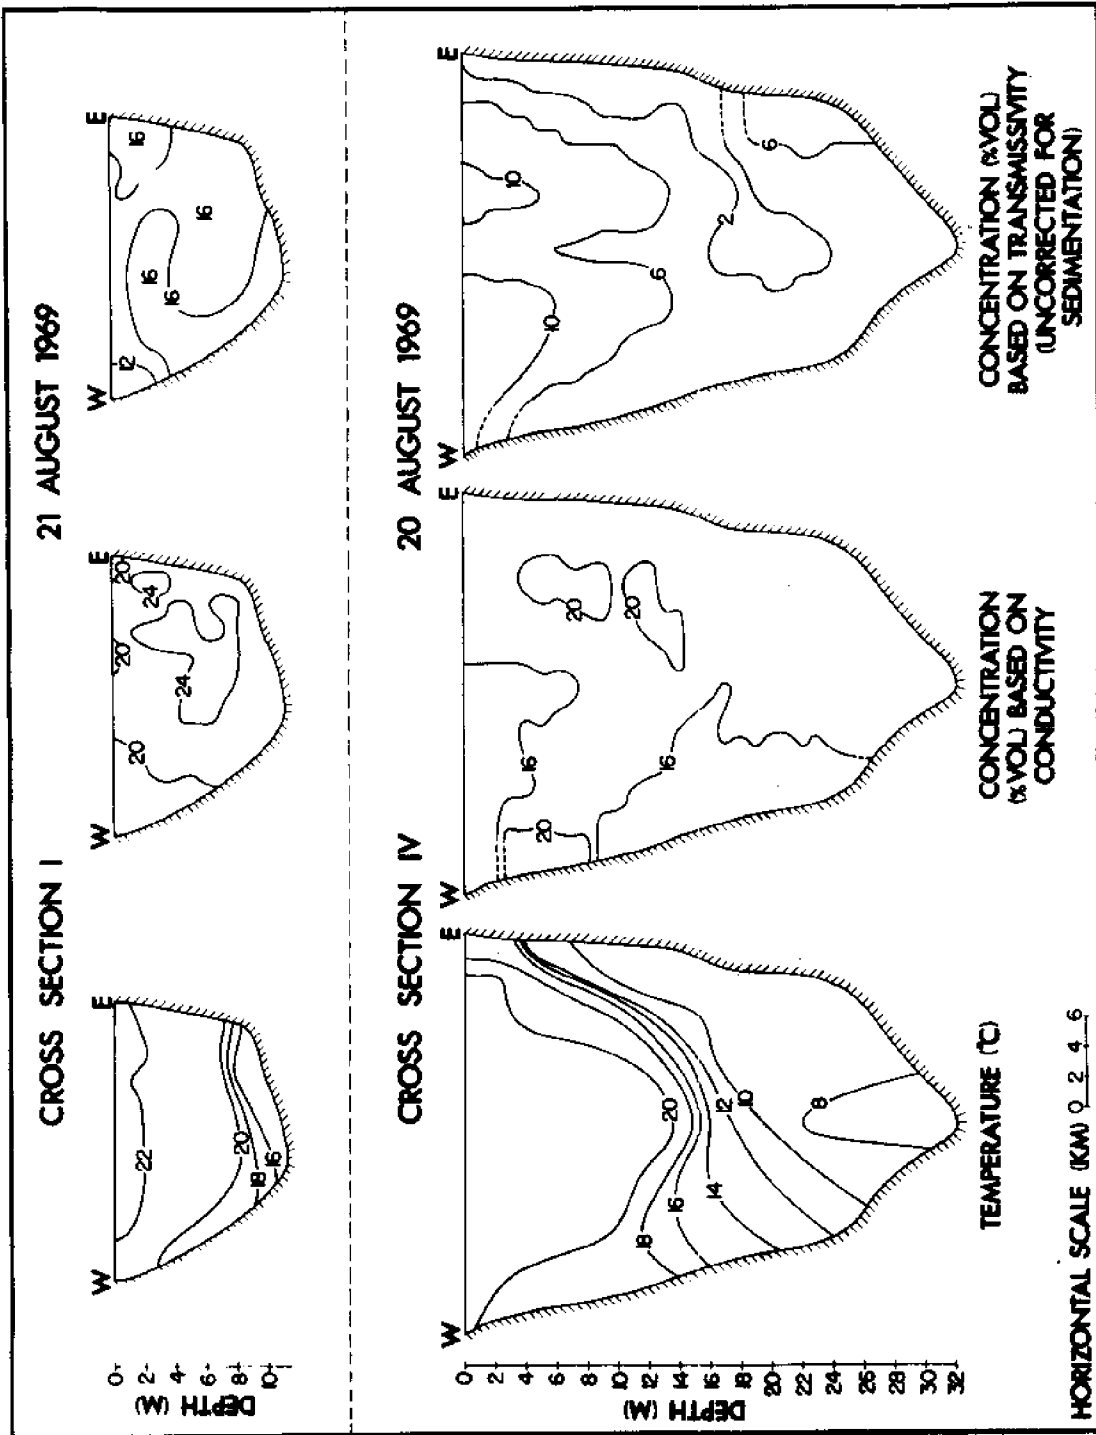 CROSS SECTION I
21 AUGUST 1969
DEPTH (M)
0
2
4
6
8
10
W
E
22
20
18
16
W
E
20
24
20
24
20
W
E
12
16
16
16
16
CROSS SECTION IV
20 AUGUST 1969
DEPTH (M)
0
2
4
6
8
10
12
14
16
18
20
22
24
26
28
30
32
W
E
18
16
14
20
12
10
8
W
E
20
16
16
20
20
W
E
10
6
2
10
6
TEMPERATURE (°C)
CONCENTRATION
(%VOL) BASED ON
CONDUCTIVITY
CONCENTRATION (%VOL)
BASED ON TRANSMISSIVITY
(UNCORRECTED FOR
SEDIMENTATION)
HORIZONTAL SCALE (KM) 0 2 4 6